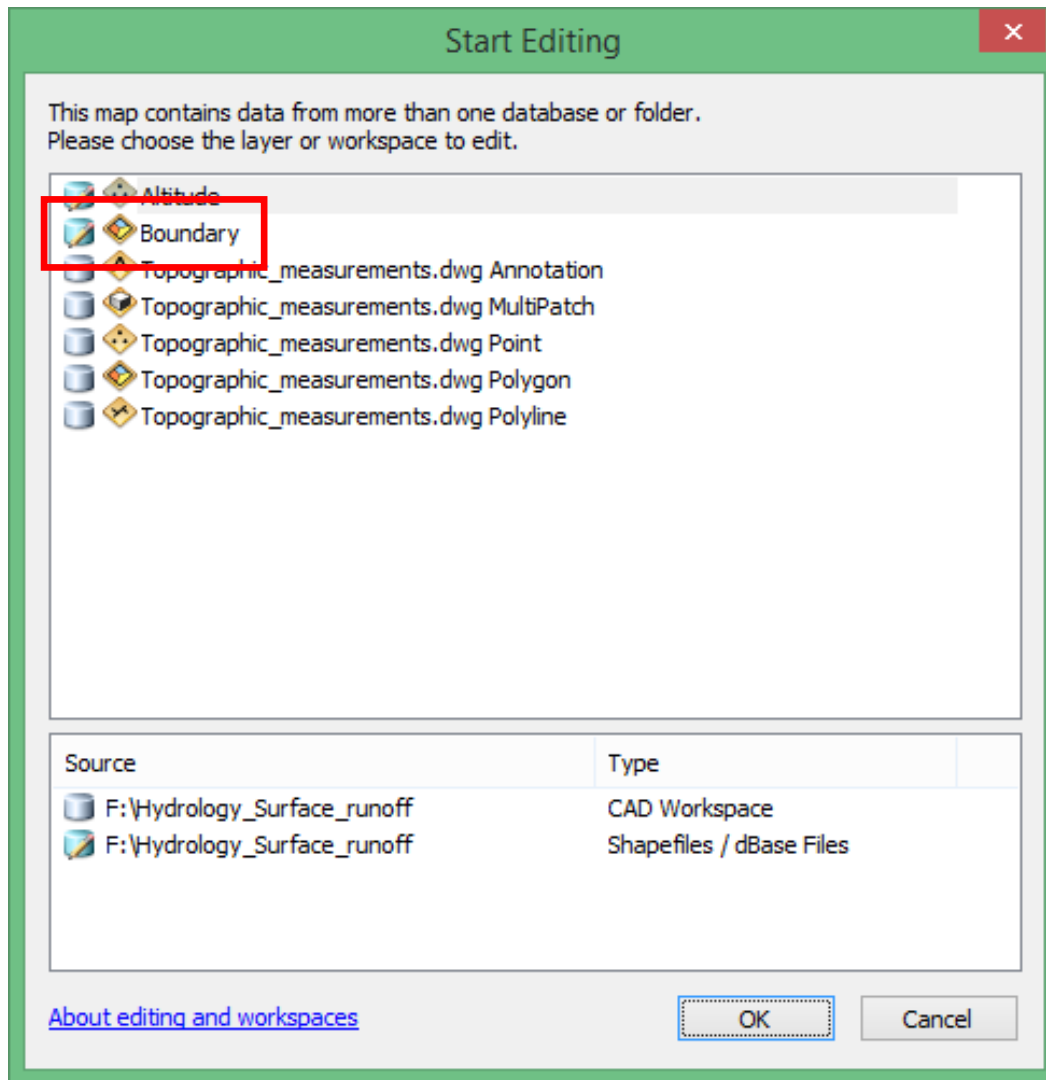 Start Editing
This map contains data from more than one database or folder.
Please choose the layer or workspace to edit.
Altitude
Boundary
Topographic_measurements.dwg Annotation
Topographic_measurements.dwg MultiPatch
Topographic_measurements.dwg Point
Topographic_measurements.dwg Polygon
Topographic_measurements.dwg Polyline
Source Type
F:\Hydrology_Surface_runoff CAD Workspace
F:\Hydrology_Surface_runoff Shapefiles / dBase Files
About editing and workspaces OK Cancel